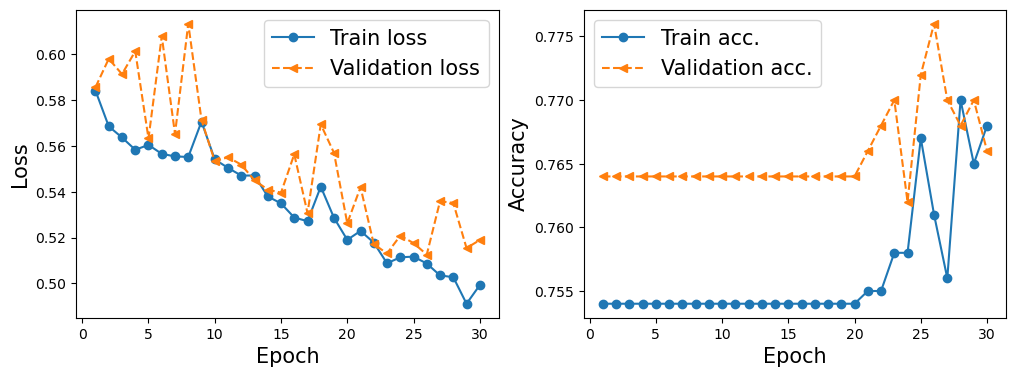 Train loss
Validation loss
0.60
0.58
0.56
0.54
0.52
0.50
Loss
0 5 10 15 20 25 30
Epoch
Train acc.
Validation acc.
0.775
0.770
0.765
0.760
0.755
Accuracy
0 5 10 15 20 25 30
Epoch